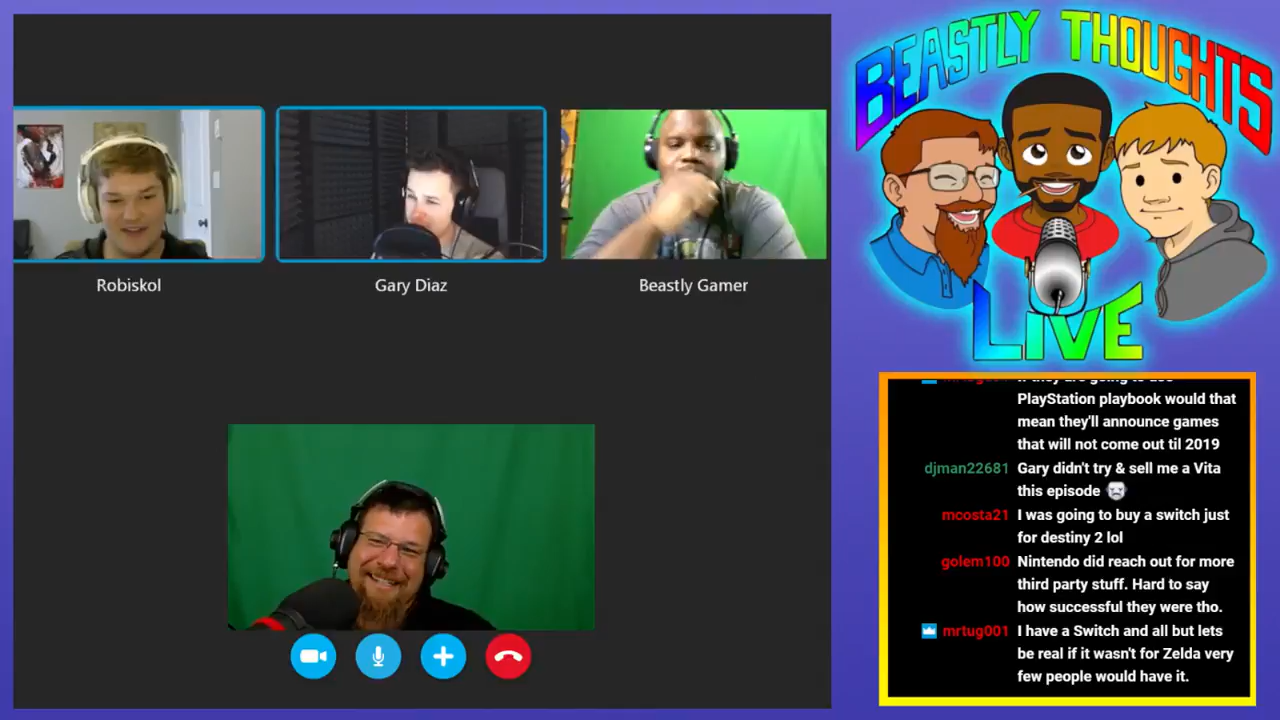 BEASTLY THOUGHTS
LIVE
Robiskol
Gary Diaz
Beastly Gamer
PlayStation playbook would that
mean they'll announce games
that will not come out til 2019
djman22681 Gary didn't try & sell me a Vita
this episode
mcosta21 I was going to buy a switch just
for destiny 2 lol
golem100 Nintendo did reach out for more
third party stuff. Hard to say
how successful they were tho.
mrtug001 I have a Switch and all but lets
be real if it wasn't for Zelda very
few people would have it.